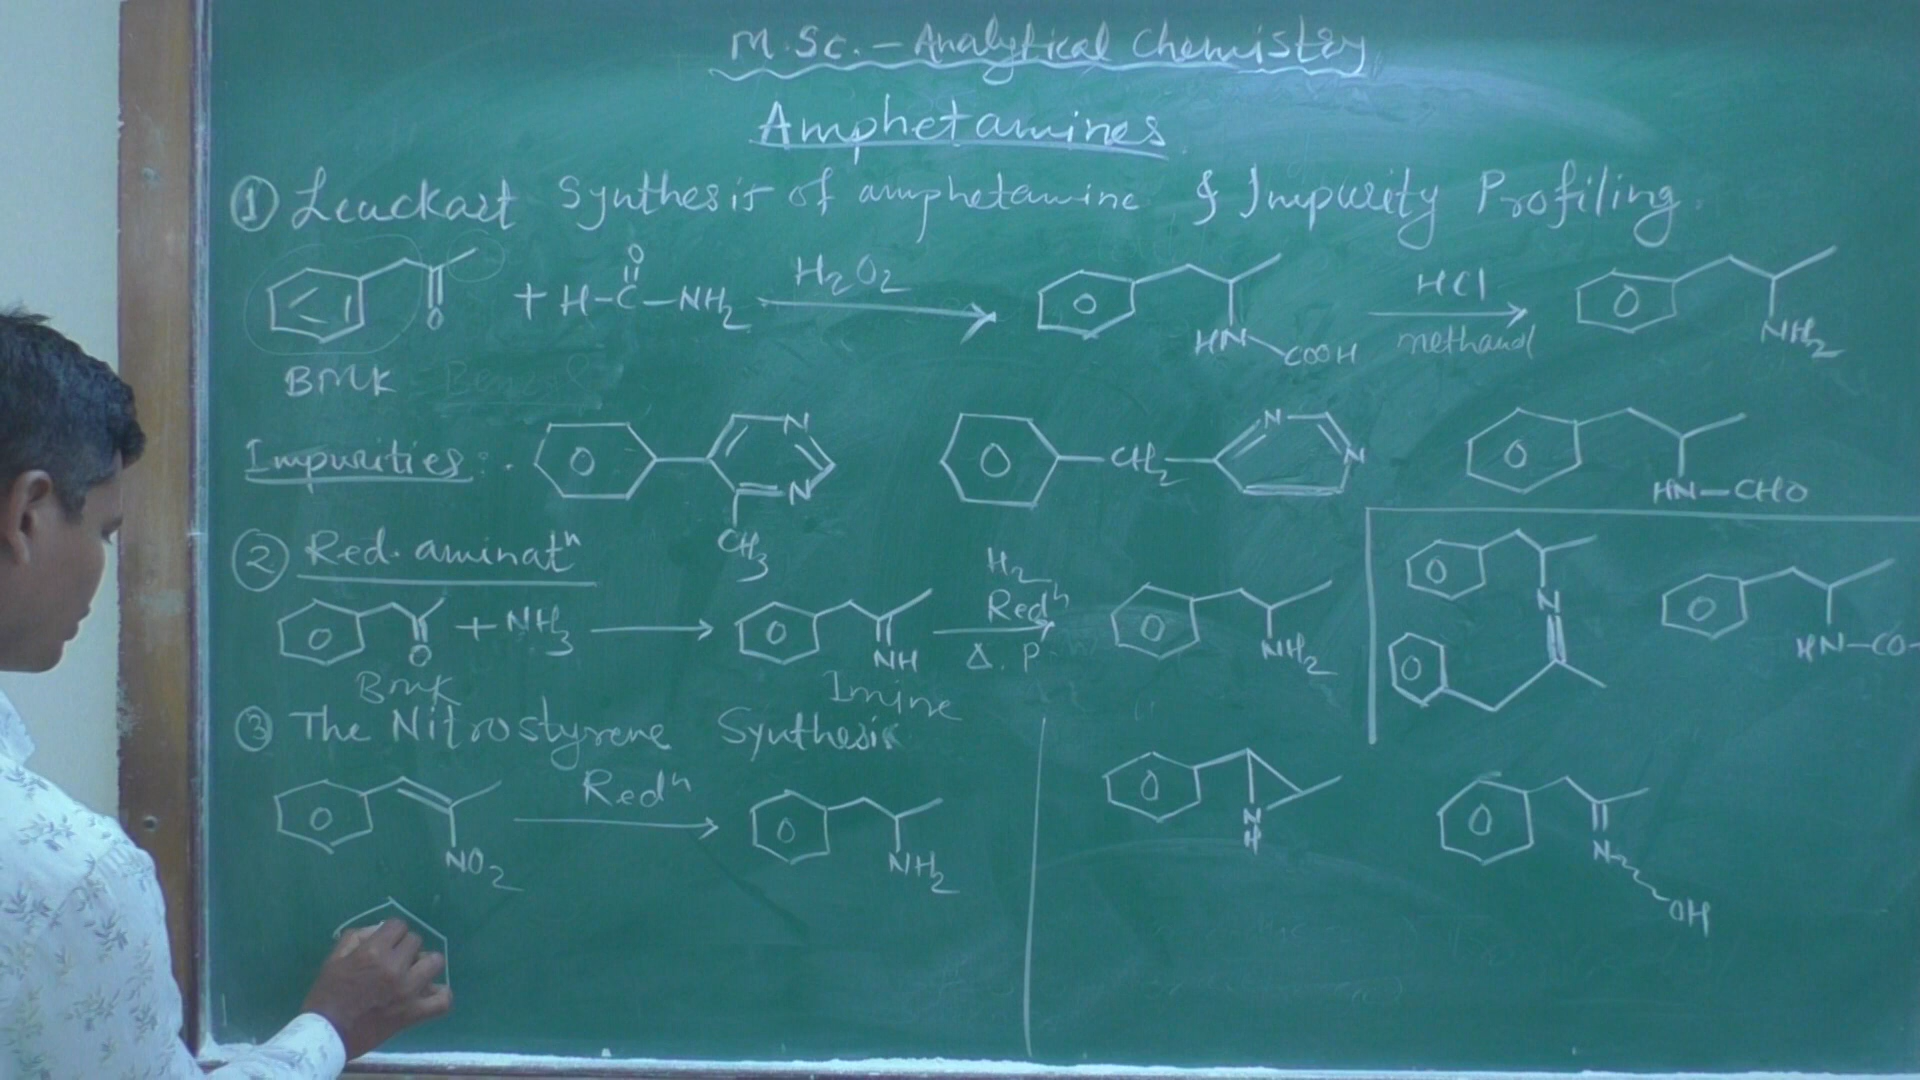 M.Sc. - Analytical Chemistry
Amphetamines
① Leuckart Synthesis of amphetamine & Impurity Profiling.
O O + H-C-NH2 H2O2 O HN COOH HCl methanol O NH2
BMK
Impurities: O N N CH3 O CH2 N N O HN-CHO
② Red. aminatn
O O + NH3 O NH H2 Redn Δ. P. O NH2
BMK Imine
O N O
O HN-CO-
③ The Nitrostyrene Synthesis
O NO2 Redn O NH2
O N H O N OH